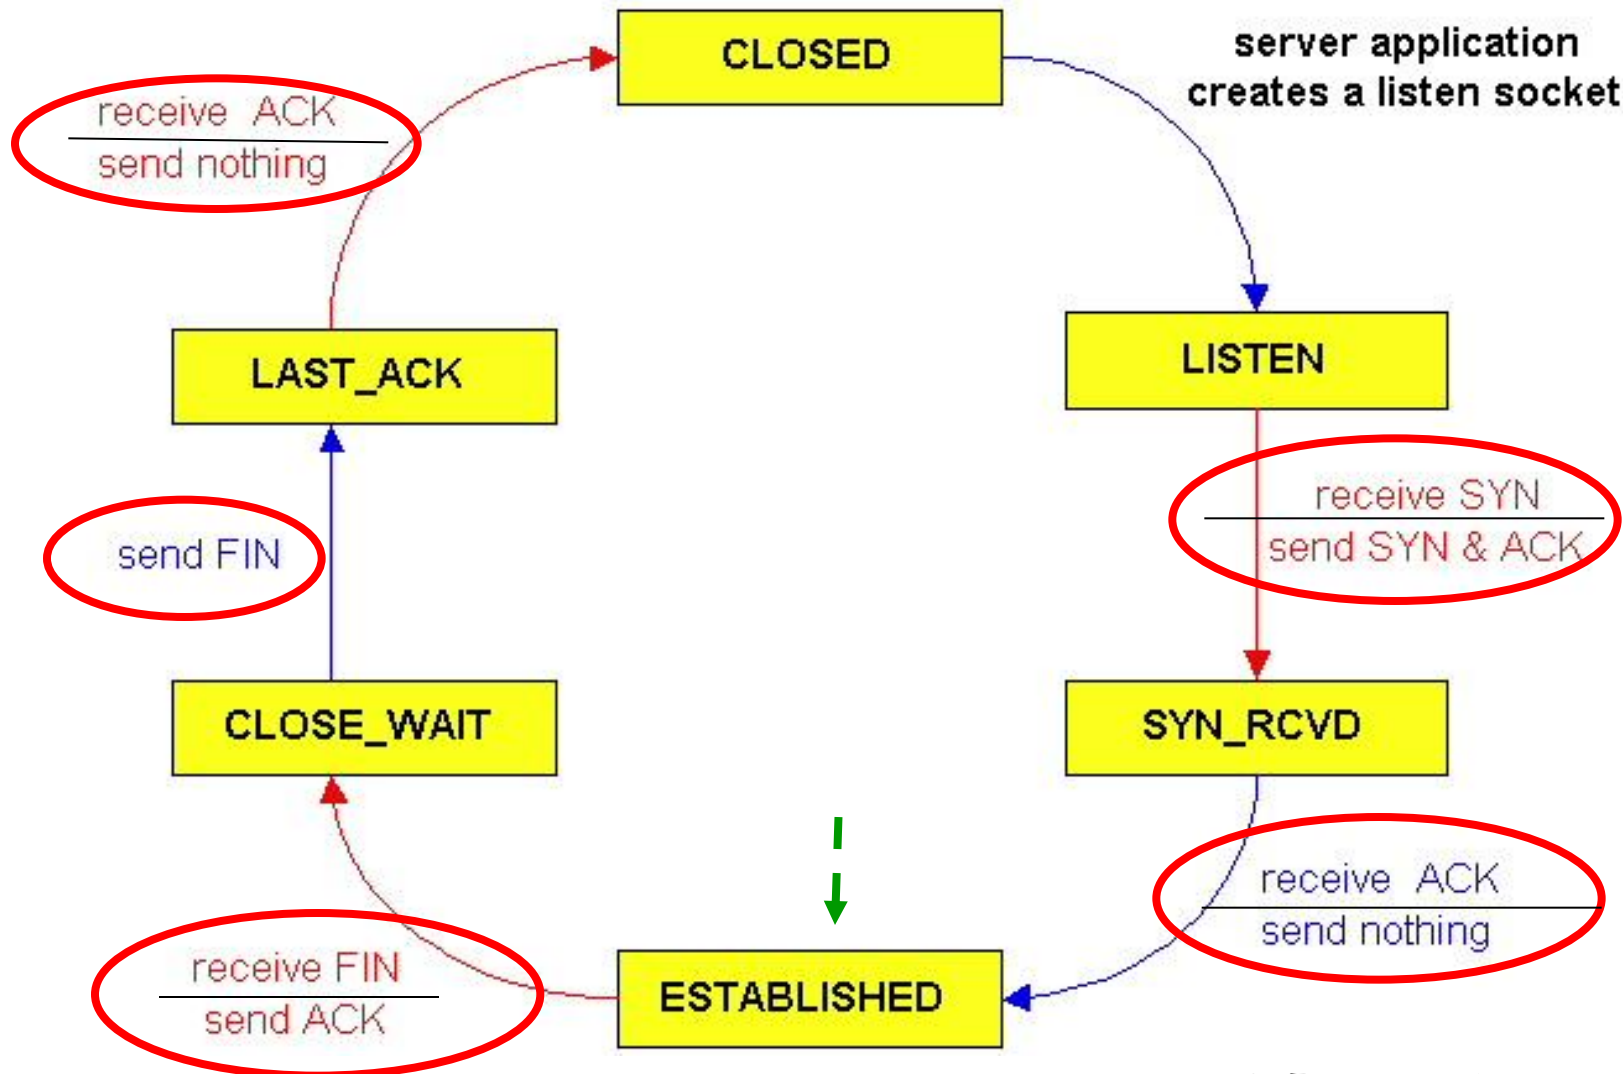 CLOSED
server application
creates a listen socket
receive ACK
send nothing
LAST_ACK
LISTEN
receive SYN
send SYN & ACK
send FIN
CLOSE_WAIT
SYN_RCVD
receive ACK
send nothing
receive FIN
send ACK
ESTABLISHED